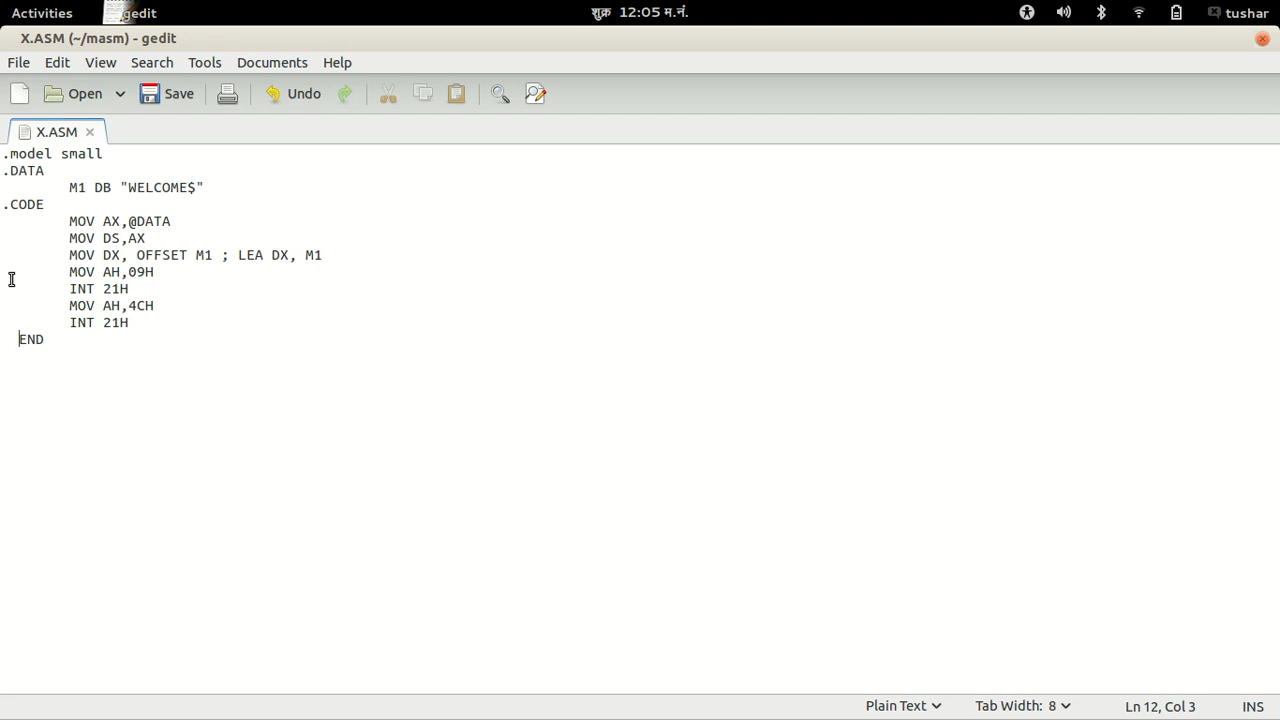 Activities gedit शुक्र 12:05 म.नं. tushar
X.ASM (~/masm) - gedit
File Edit View Search Tools Documents Help
Open Save Undo
X.ASM
.model small
.DATA
M1 DB "WELCOME$"
.CODE
MOV AX,@DATA
MOV DS,AX
MOV DX, OFFSET M1 ; LEA DX, M1
MOV AH,09H
INT 21H
MOV AH,4CH
INT 21H
END
Plain Text Tab Width: 8 Ln 12, Col 3 INS